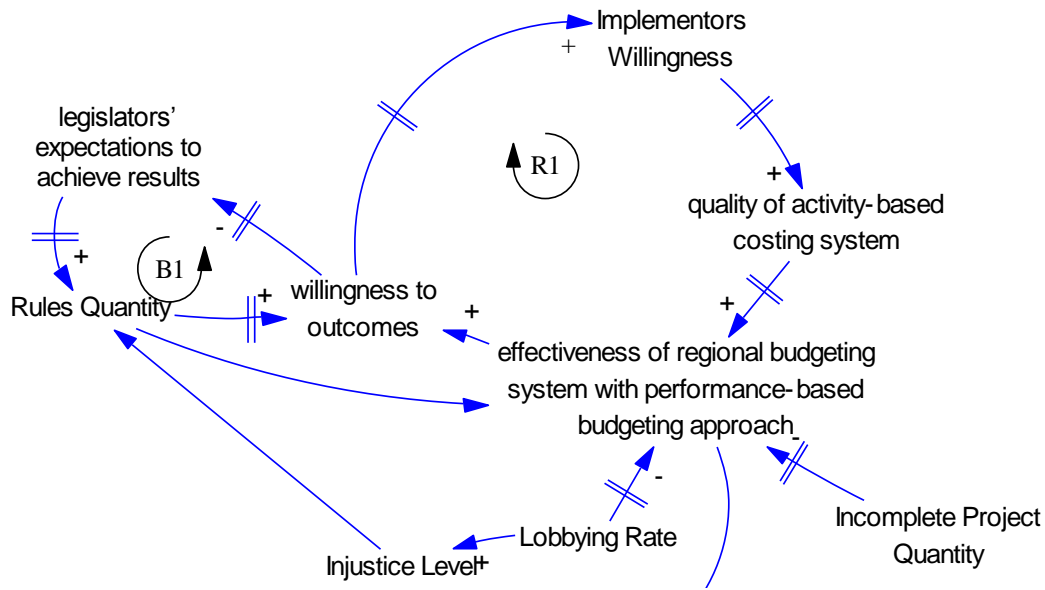 Implementors
Willingness
+
legislators'
expectations to
achieve results
R1
+
quality of activity-based
costing system
-
+
B1
Rules Quantity
+
willingness to
outcomes
+
+
effectiveness of regional budgeting
system with performance-based
budgeting approach
-
-
Incomplete Project
Quantity
Lobbying Rate
Injustice Level+